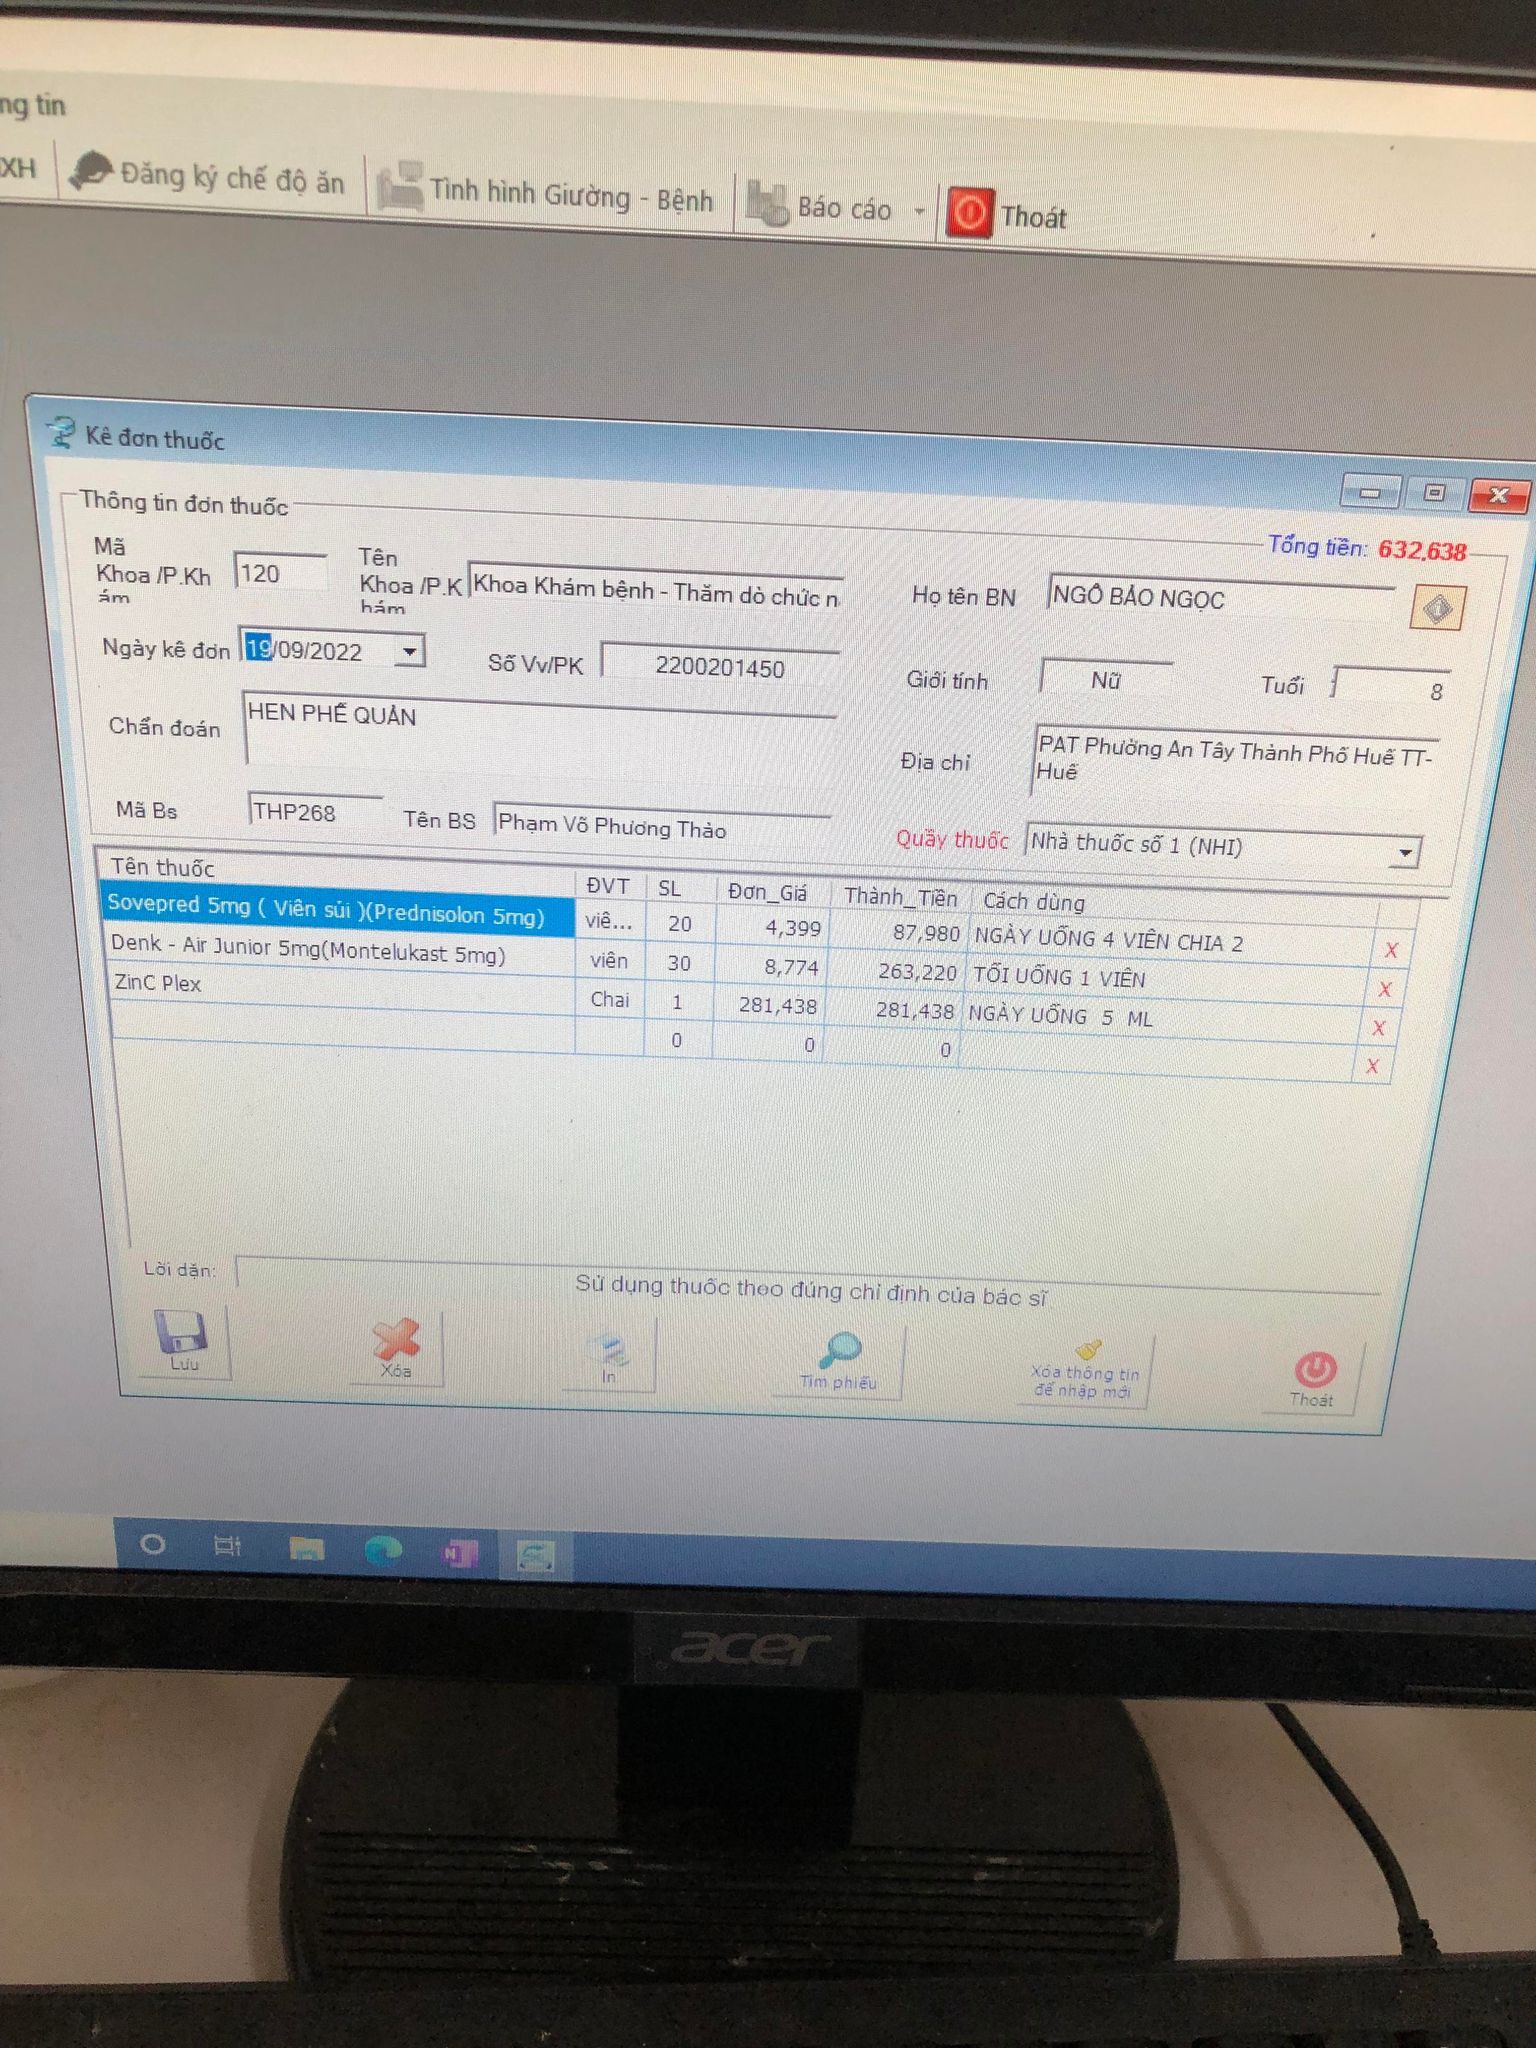 ng tin
XH Đăng ký chế độ ăn Tình hình Giường - Bệnh Báo cáo Thoát
Kê đơn thuốc
Thông tin đơn thuốc
Tổng tiền: 632,638
Mã Khoa /P.Kh ám 120 Tên Khoa /P.K hám Khoa Khám bệnh - Thăm dò chức n Họ tên BN NGÔ BẢO NGỌC
Ngày kê đơn 19/09/2022 Số Vv/PK 2200201450 Giới tính Nữ Tuổi 8
Chẩn đoán HEN PHẾ QUẢN Địa chỉ PAT Phường An Tây Thành Phố Huế TT-
Huế
Mã Bs THP268 Tên BS Phạm Võ Phương Thảo Quầy thuốc Nhà thuốc số 1 (NHI)
Tên thuốc ĐVT SL Đơn_Giá Thành_Tiền Cách dùng
Sovepred 5mg ( Viên sủi )(Prednisolon 5mg) viê... 20 4,399 87,980 NGÀY UỐNG 4 VIÊN CHIA 2 X
Denk - Air Junior 5mg(Montelukast 5mg) viên 30 8,774 263,220 TỐI UỐNG 1 VIÊN X
ZinC Plex Chai 1 281,438 281,438 NGÀY UỐNG 5 ML X
0 0 0 X
Lời dặn: Sử dụng thuốc theo đúng chỉ định của bác sĩ
Lưu Xóa In Tìm phiếu Xóa thông tin để nhập mới Thoát
acer